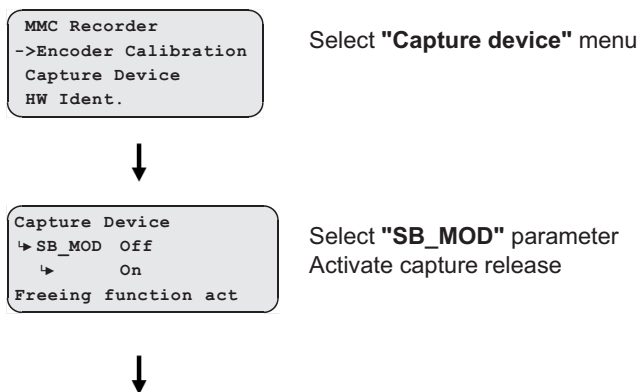 MMC Recorder
->Encoder Calibration
Capture Device
HW Ident.
Select "Capture device" menu
Capture Device
↳ SB_MOD Off
↳ On
Freeing function act
Select "SB_MOD" parameter
Activate capture release